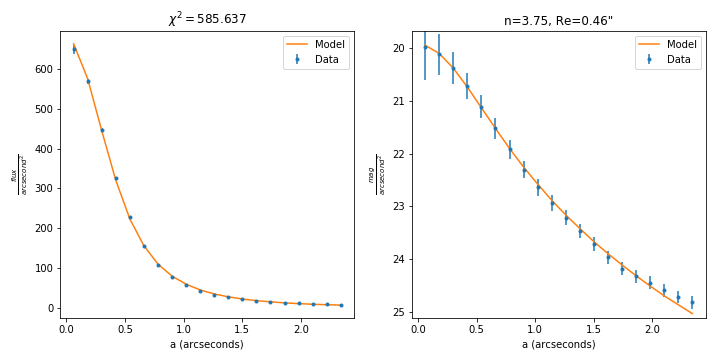 χ² = 585.637
Model
Data
600
500
400
300
200
100
0
flux
arcsecond²
0.0 0.5 1.0 1.5 2.0
a (arcseconds)
n=3.75, Re=0.46"
Model
Data
20
21
22
23
24
25
mag
arcsecond²
0.0 0.5 1.0 1.5 2.0
a (arcseconds)